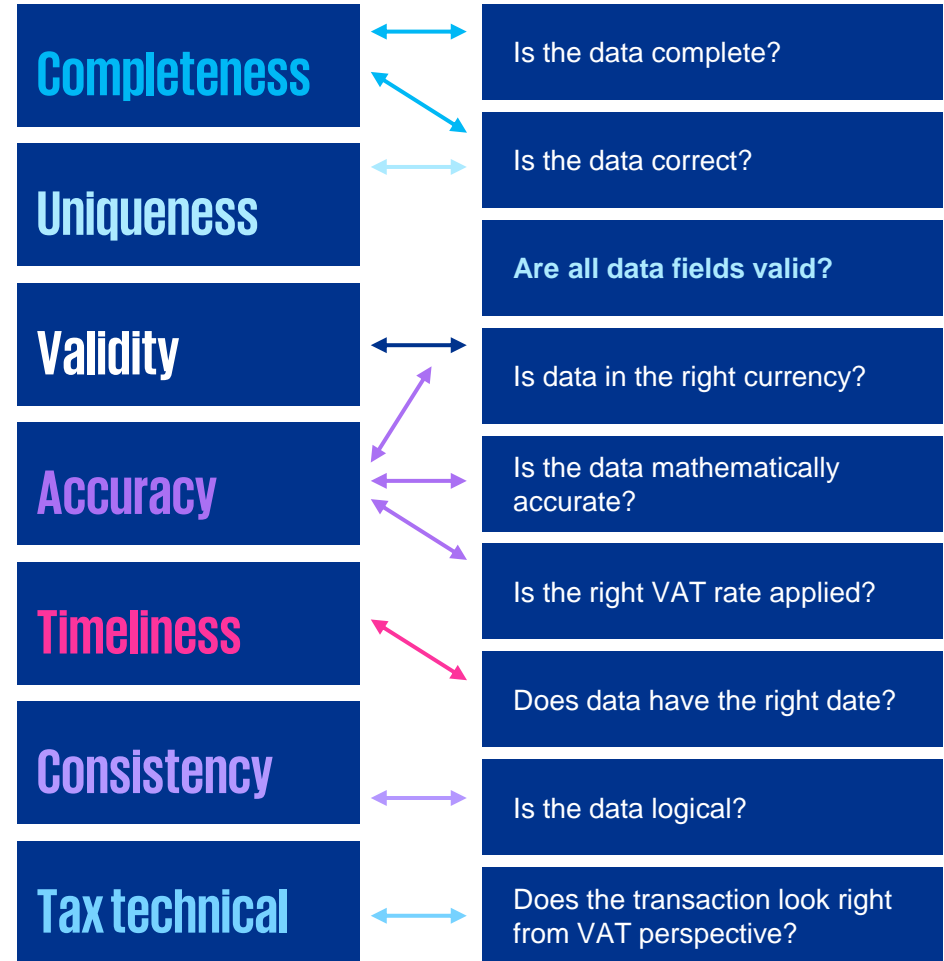 Completeness
Is the data complete?
Is the data correct?
Uniqueness
Are all data fields valid?
Validity
Is data in the right currency?
Accuracy
Is the data mathematically
accurate?
Is the right VAT rate applied?
Timeliness
Does data have the right date?
Consistency
Is the data logical?
Tax technical
Does the transaction look right
from VAT perspective?